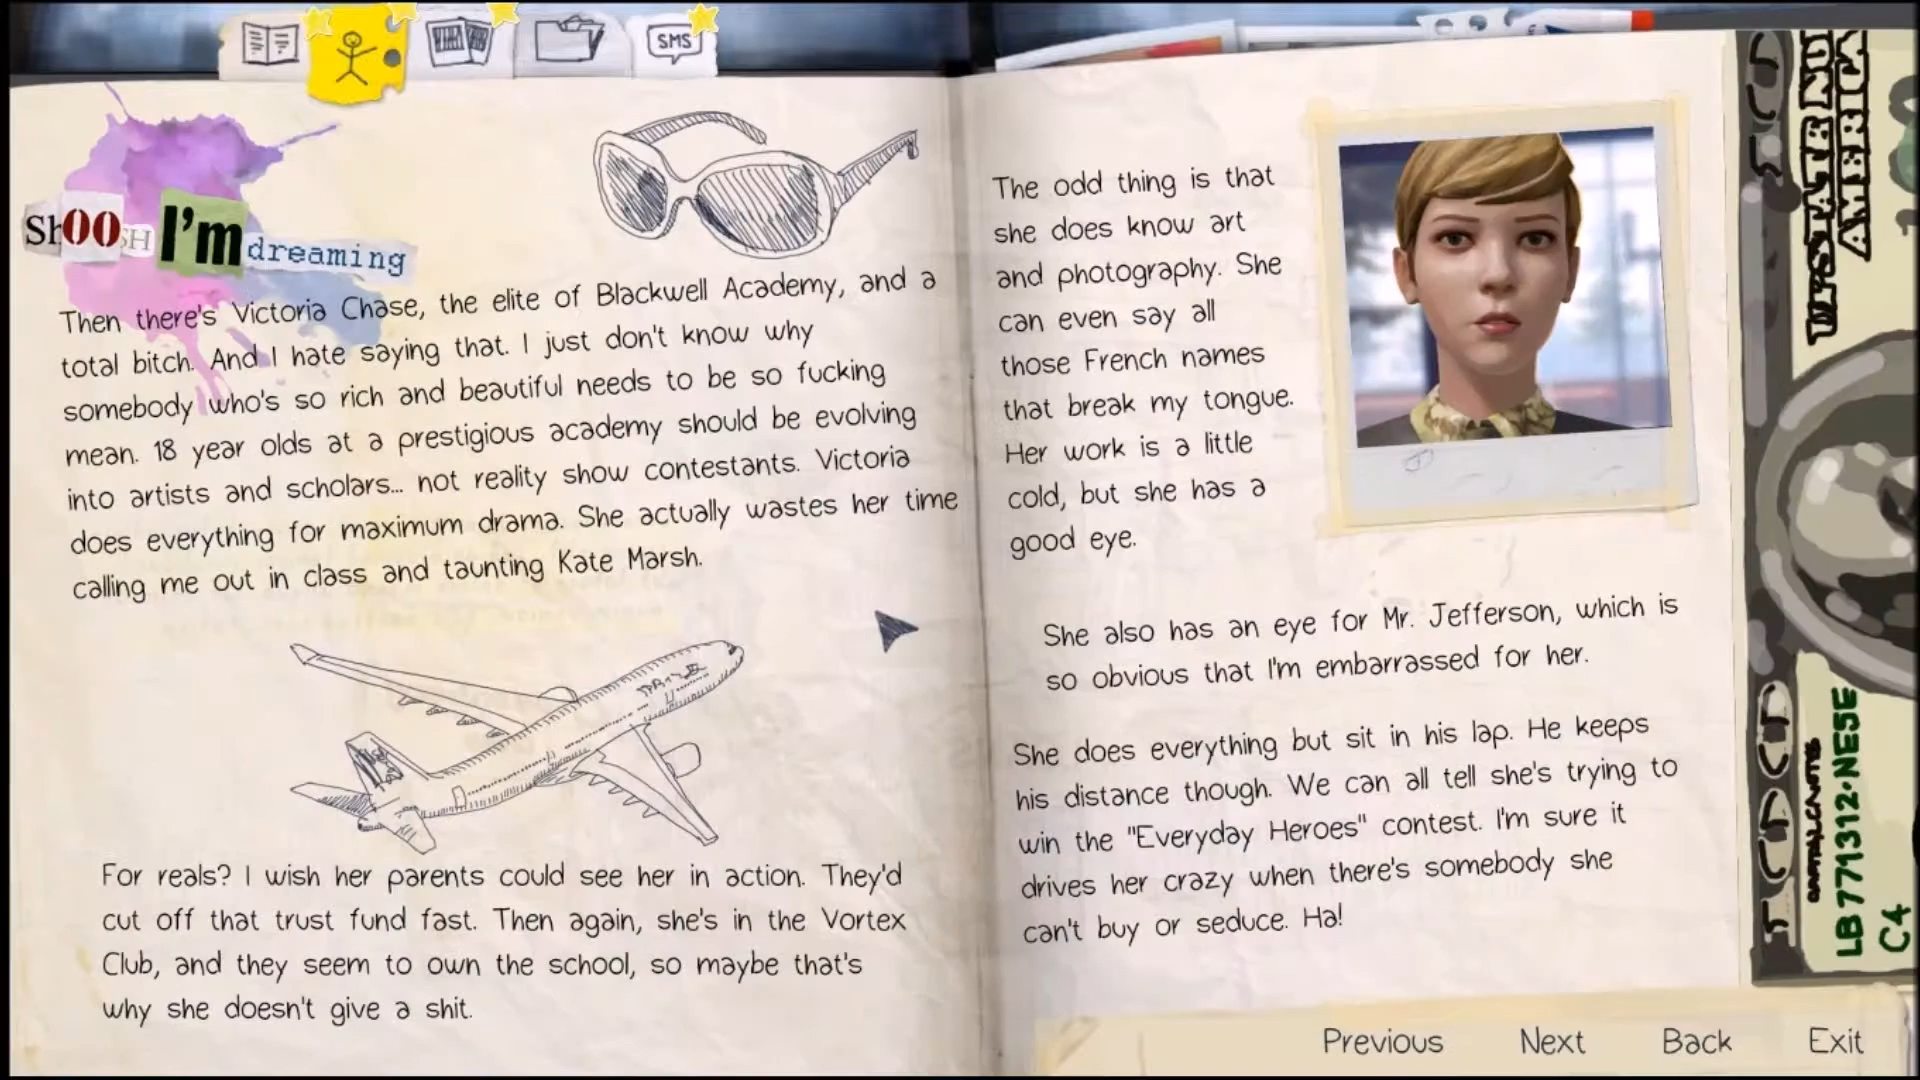 SMS
ShOOSH I'm dreaming
Then there's Victoria Chase, the elite of Blackwell Academy, and a
total bitch. And I hate saying that. I just don't know why
somebody who's so rich and beautiful needs to be so fucking
mean. 18 year olds at a prestigious academy should be evolving
into artists and scholars... not reality show contestants. Victoria
does everything for maximum drama. She actually wastes her time
calling me out in class and taunting Kate Marsh.
For reals? I wish her parents could see her in action. They'd
cut off that trust fund fast. Then again, she's in the Vortex
Club, and they seem to own the school, so maybe that's
why she doesn't give a shit.
The odd thing is that
she does know art
and photography. She
can even say all
those French names
that break my tongue.
Her work is a little
cold, but she has a
good eye.
She also has an eye for Mr. Jefferson, which is
so obvious that I'm embarrassed for her.
She does everything but sit in his lap. He keeps
his distance though. We can all tell she's trying to
win the "Everyday Heroes" contest. I'm sure it
drives her crazy when there's somebody she
can't buy or seduce. Ha!
AMERICA
C4
Previous Next Back Exit